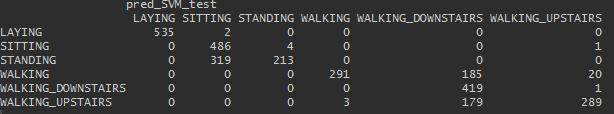 pred_SVM_test
LAYING SITTING STANDING WALKING WALKING_DOWNSTAIRS WALKING_UPSTAIRS
LAYING 535 2 0 0 0 0
SITTING 0 486 4 0 0 1
STANDING 0 319 213 0 0 0
WALKING 0 0 0 291 185 20
WALKING_DOWNSTAIRS 0 0 0 0 419 1
WALKING_UPSTAIRS 0 0 0 3 179 289